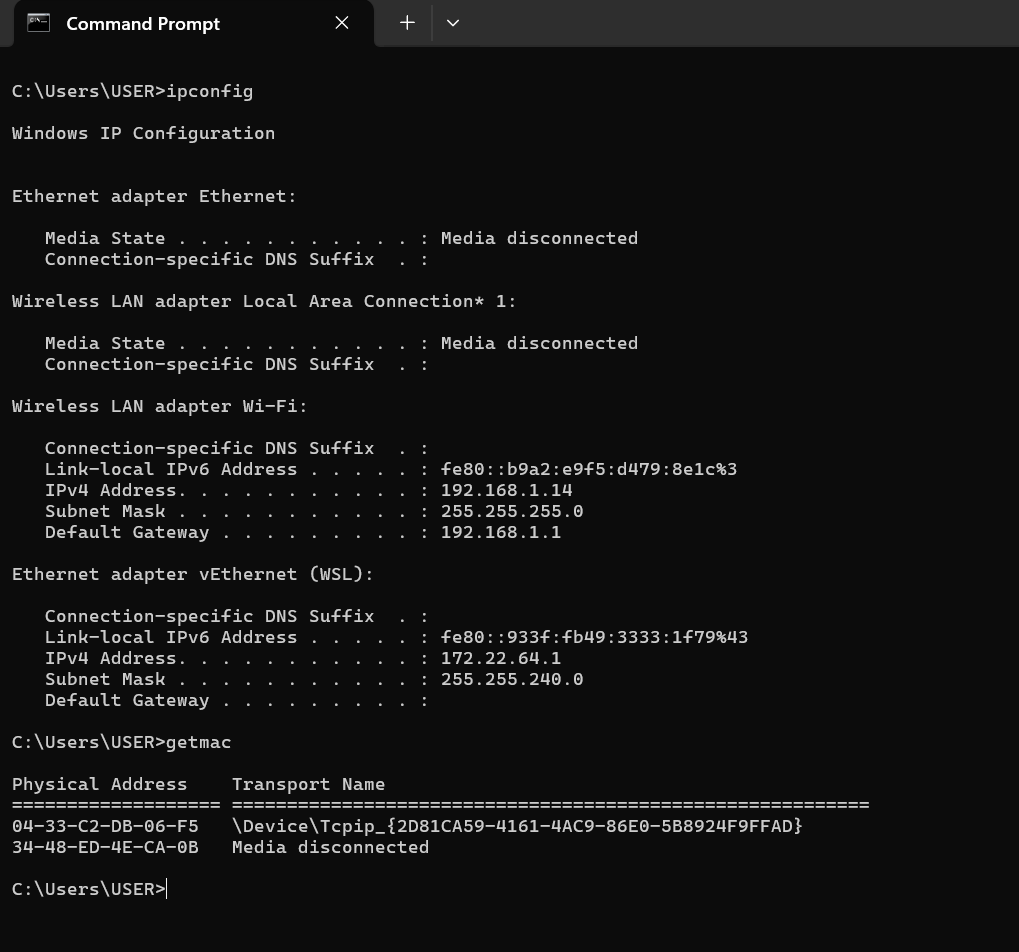 Command Prompt
C:\Users\USER>ipconfig
Windows IP Configuration
Ethernet adapter Ethernet:
   Media State . . . . . . . . . . . : Media disconnected
   Connection-specific DNS Suffix  . :
Wireless LAN adapter Local Area Connection* 1:
   Media State . . . . . . . . . . . : Media disconnected
   Connection-specific DNS Suffix  . :
Wireless LAN adapter Wi-Fi:
   Connection-specific DNS Suffix  . :
   Link-local IPv6 Address . . . . . : fe80::b9a2:e9f5:d479:8e1c%3
   IPv4 Address. . . . . . . . . . . : 192.168.1.14
   Subnet Mask . . . . . . . . . . . : 255.255.255.0
   Default Gateway . . . . . . . . . : 192.168.1.1
Ethernet adapter vEthernet (WSL):
   Connection-specific DNS Suffix  . :
   Link-local IPv6 Address . . . . . : fe80::933f:fb49:3333:1f79%43
   IPv4 Address. . . . . . . . . . . : 172.22.64.1
   Subnet Mask . . . . . . . . . . . : 255.255.240.0
   Default Gateway . . . . . . . . . :
C:\Users\USER>getmac
Physical Address    Transport Name
=================== ==========================================================
04-33-C2-DB-06-F5   \Device\Tcpip_{2D81CA59-4161-4AC9-86E0-5B8924F9FFAD}
34-48-ED-4E-CA-0B   Media disconnected
C:\Users\USER>